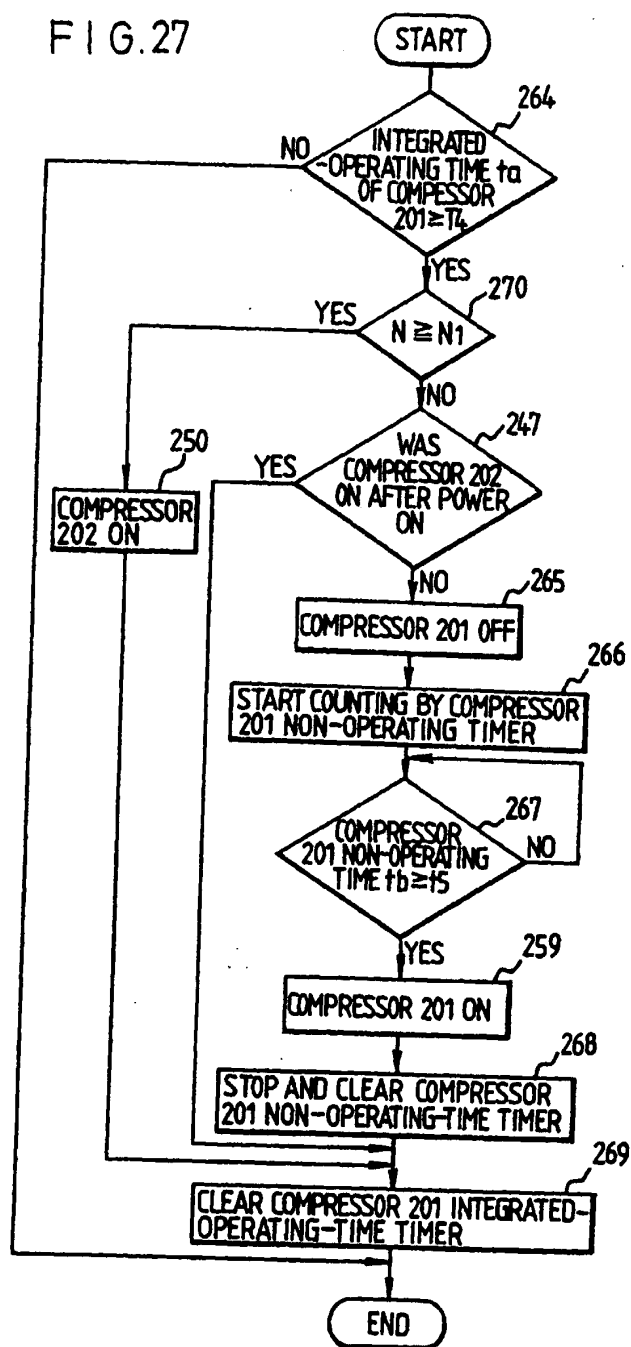 FIG.27
START
264
INTEGRATED
-OPERATING TIME ta
OF COMPESSOR
201≥T4
NO
YES
270
N ≧ N1
YES
NO
247
WAS
COMPRESSOR 202
ON AFTER POWER
ON
YES
NO
250
COMPRESSOR
202 ON
265
COMPRESSOR 201 OFF
266
START COUNTING BY COMPRESSOR
201 NON-OPERATING TIMER
267
COMPRESSOR
201 NON-OPERATING
TIME tb≥t5
NO
YES
259
COMPRESSOR 201 ON
268
STOP AND CLEAR COMPRESSOR
201 NON-OPERATING-TIME TIMER
269
CLEAR COMPRESSOR 201 INTEGRATED-
OPERATING-TIME TIMER
END